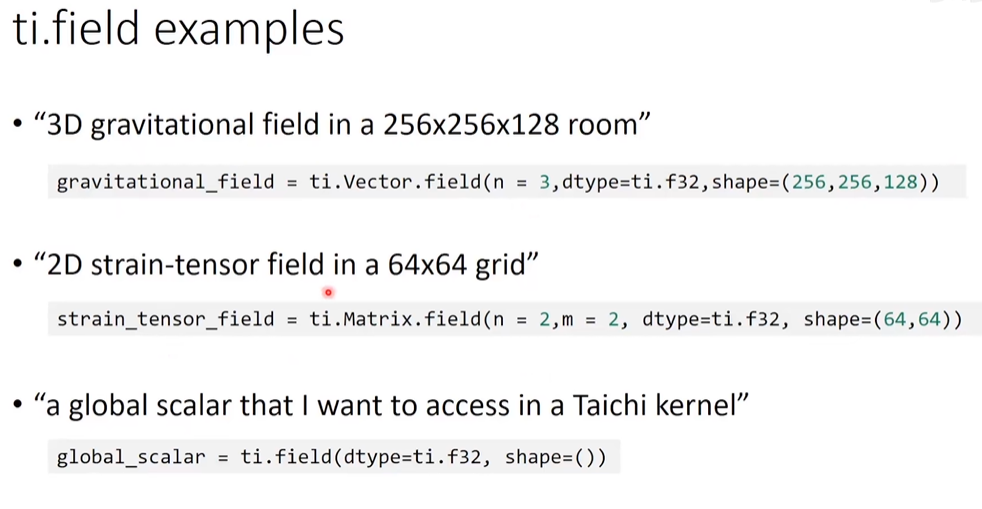 ti.field examples
• “3D gravitational field in a 256x256x128 room”
gravitational_field = ti.Vector.field(n = 3,dtype=ti.f32,shape=(256,256,128))
• “2D strain-tensor field in a 64x64 grid”
strain_tensor_field = ti.Matrix.field(n = 2,m = 2, dtype=ti.f32, shape=(64,64))
• “a global scalar that I want to access in a Taichi kernel”
global_scalar = ti.field(dtype=ti.f32, shape=())